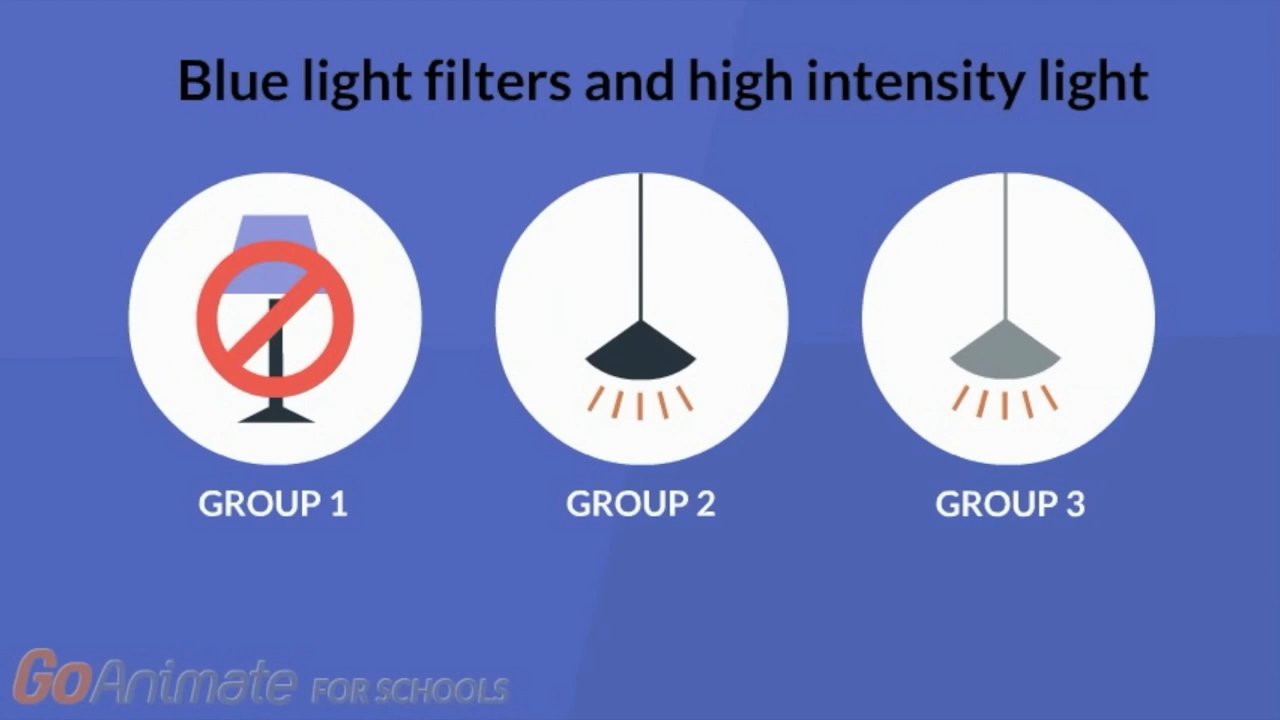 Blue light filters and high intensity light
GROUP 1
GROUP 2
GROUP 3
GoAnimate FOR SCHOOLS